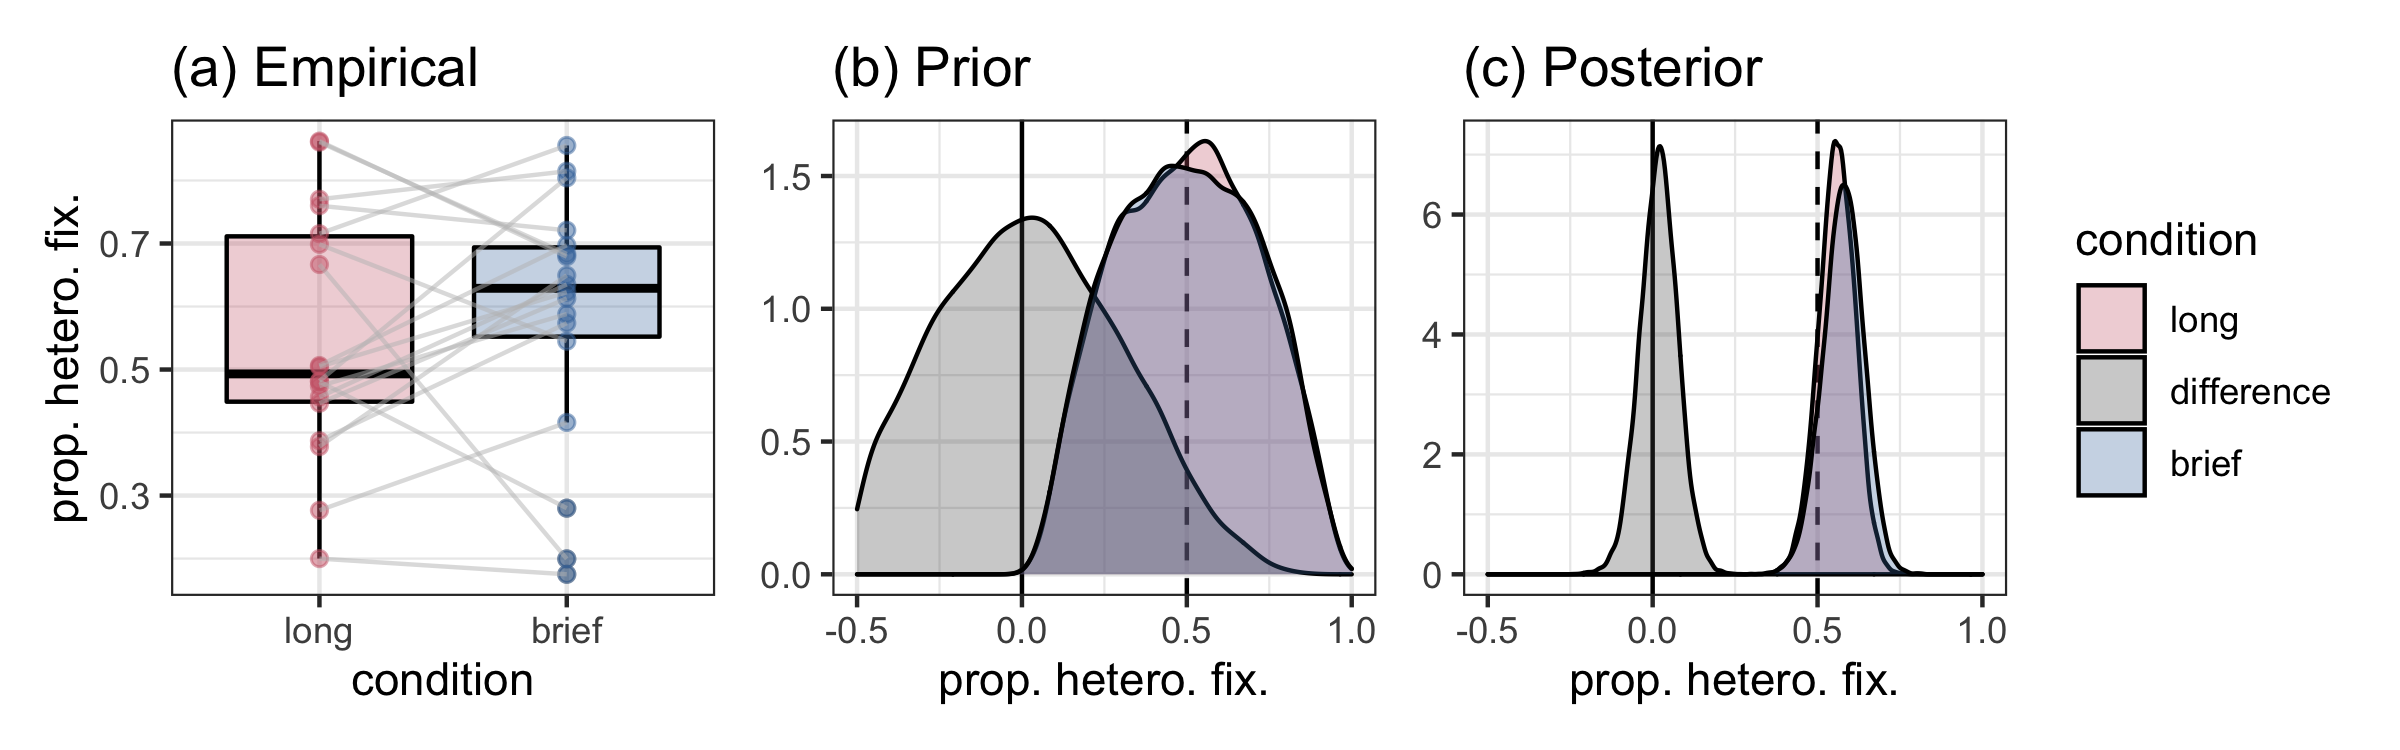 (a) Empirical
prop. hetero. fix.
0.7
0.5
0.3
long brief
condition
(b) Prior
1.5
1.0
0.5
0.0
-0.5 0.0 0.5 1.0
prop. hetero. fix.
(c) Posterior
6
4
2
0
-0.5 0.0 0.5 1.0
prop. hetero. fix.
condition
long
difference
brief